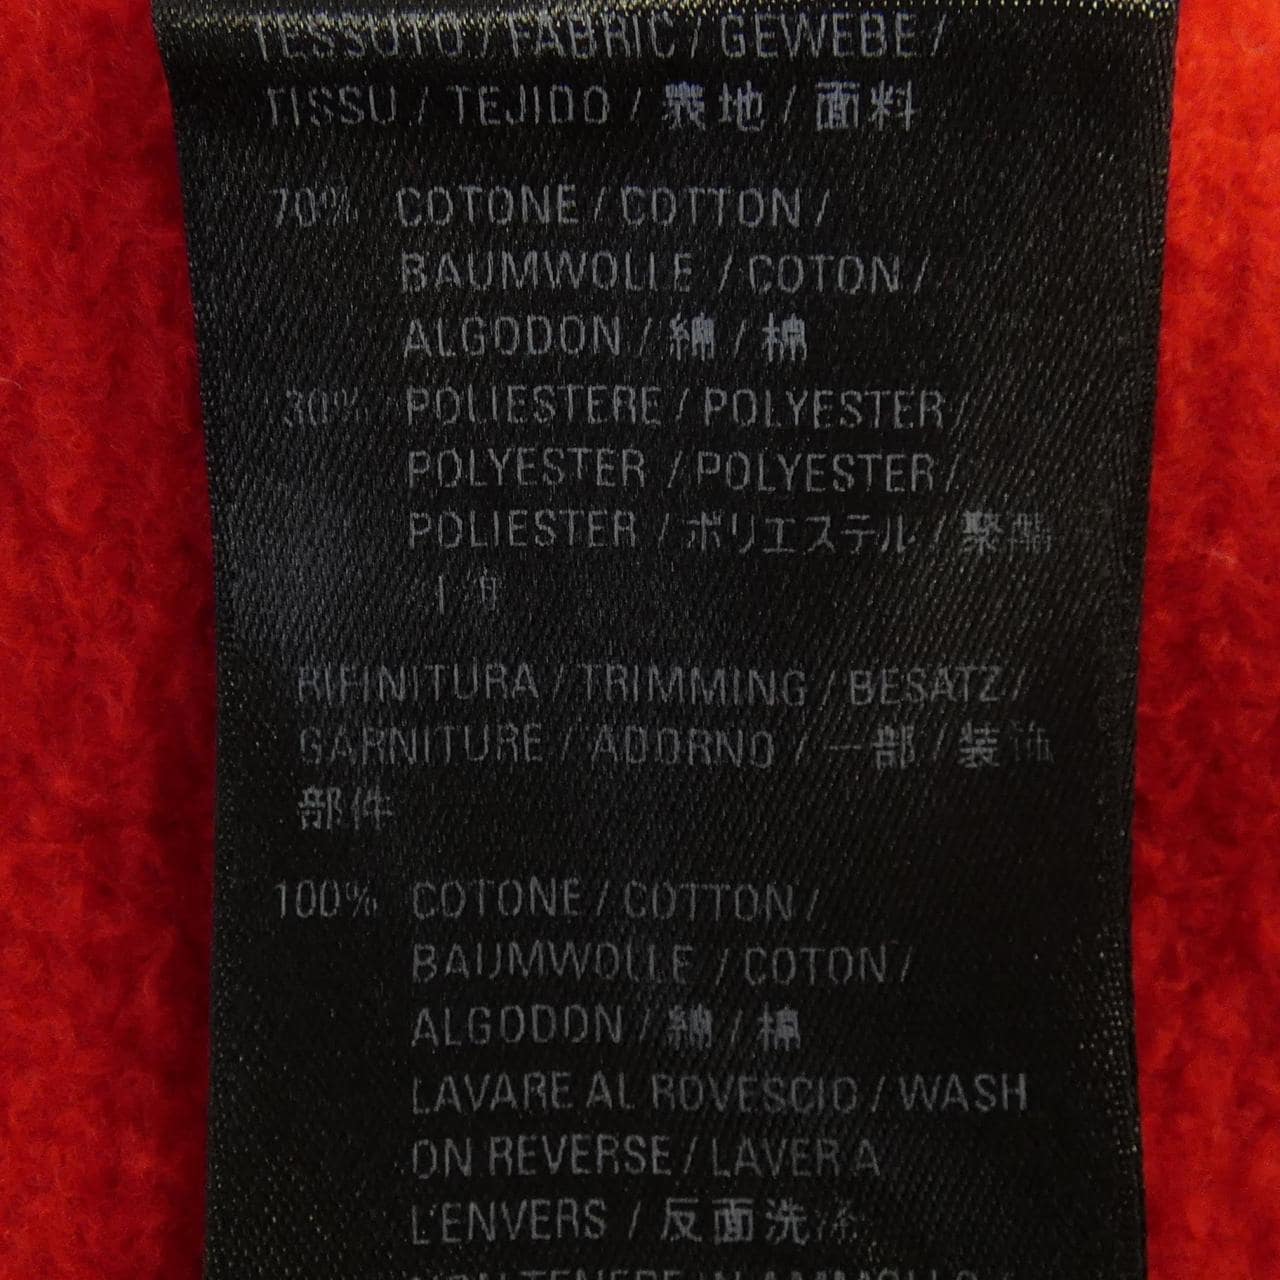 TESSUTO / FABRIC / GEWEBE /
TISSU / TEJIDO / 表地 / 面料
70% COTONE / COTTON /
BAUMWOLLE / COTON /
ALGODON / 綿 / 棉
30% POLIESTERE / POLYESTER /
POLYESTER / POLYESTER /
POLIESTER / ポリエステル / 聚酯
RIFINITURA / TRIMMING / BESATZ /
GARNITURE / ADORNO / 一部 / 装饰
部件
100% COTONE / COTTON /
BAUMWOLLE / COTON /
ALGODON / 綿 / 棉
LAVARE AL ROVESCIO / WASH
ON REVERSE / LAVER A
L'ENVERS / 反面洗涤